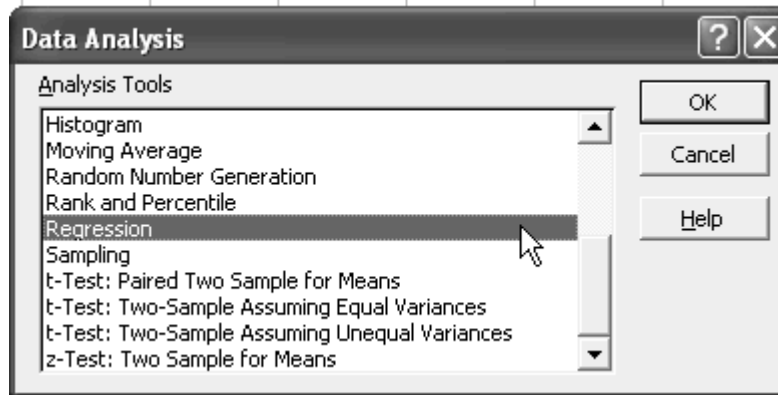 Data Analysis
Analysis Tools
Histogram
Moving Average
Random Number Generation
Rank and Percentile
Regression
Sampling
t-Test: Paired Two Sample for Means
t-Test: Two-Sample Assuming Equal Variances
t-Test: Two-Sample Assuming Unequal Variances
z-Test: Two Sample for Means
OK
Cancel
Help